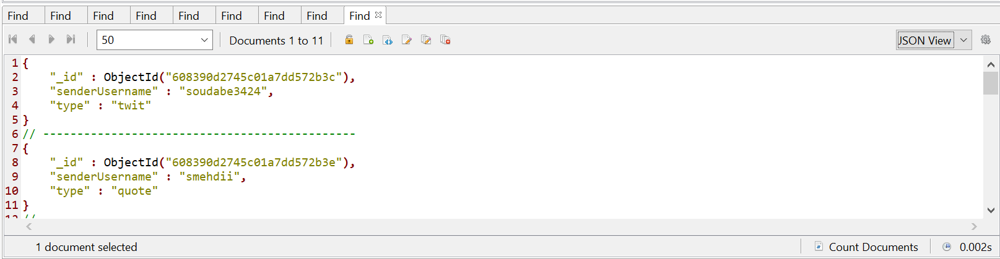 Find Find Find Find Find Find Find Find Find
50 Documents 1 to 11 JSON View
1 {
2 "_id" : ObjectId("608390d2745c01a7dd572b3c"),
3 "senderUsername" : "soudabe3424",
4 "type" : "twit"
5 }
6 // ----------------------------------------------
7 {
8 "_id" : ObjectId("608390d2745c01a7dd572b3e"),
9 "senderUsername" : "smehdii",
10 "type" : "quote"
11 }
12 //
1 document selected Count Documents 0.002s